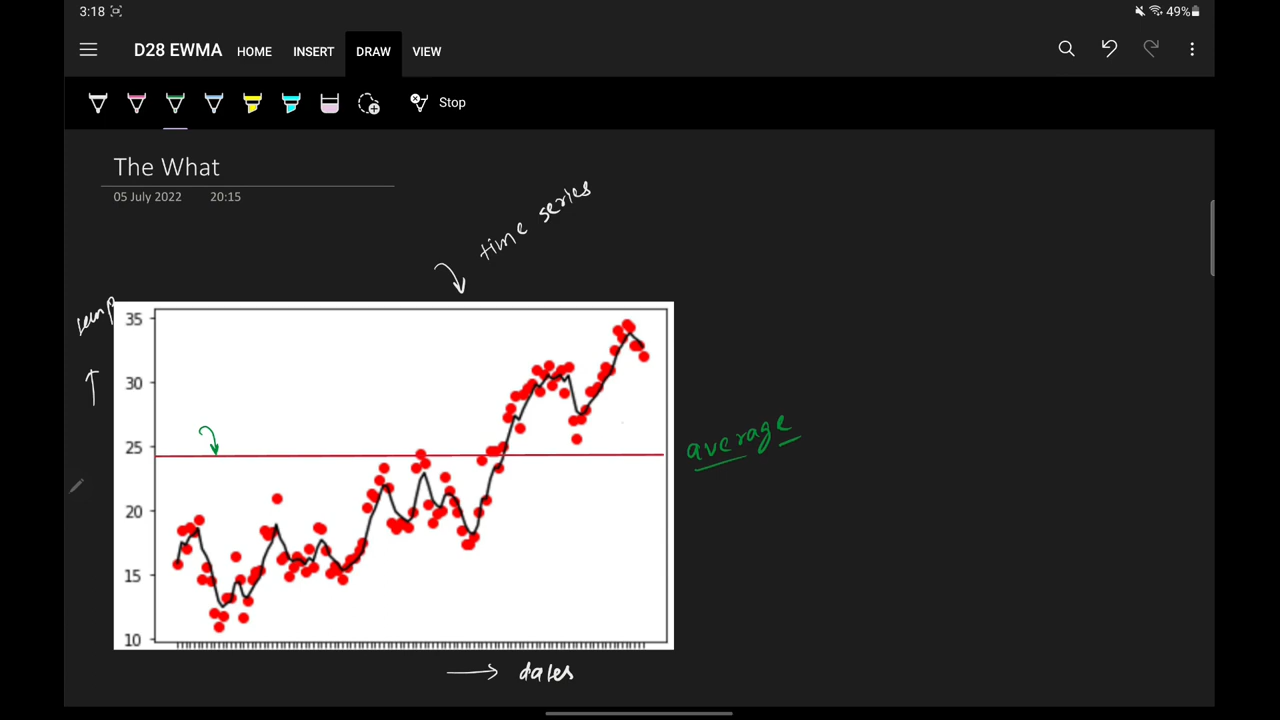 3:18 49%
D28 EWMA HOME INSERT DRAW VIEW
Stop
The What
05 July 2022 20:15
time series
temp
35
30
25
20
15
10
average
dates